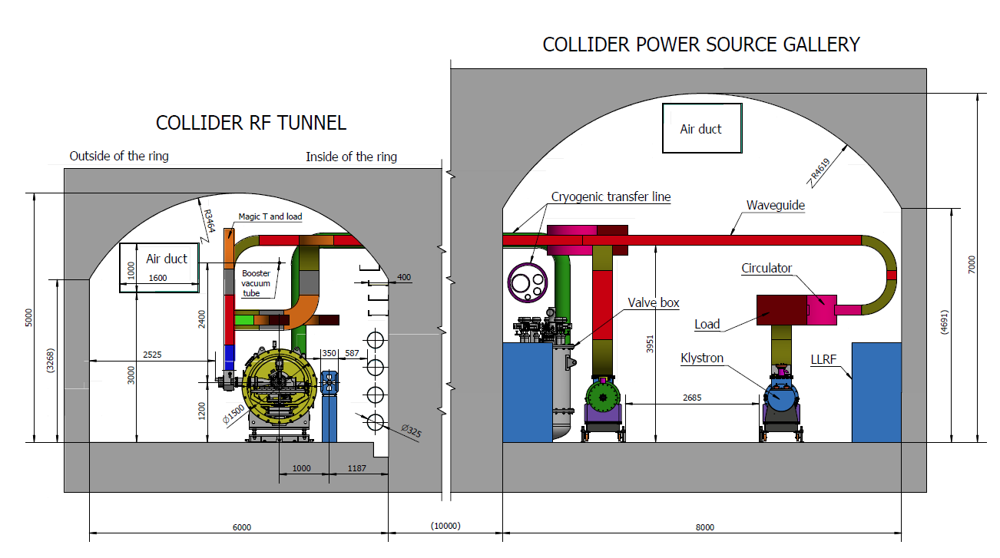 COLLIDER POWER SOURCE GALLERY
COLLIDER RF TUNNEL
Outside of the ring
Inside of the ring
Air duct
R4619
Cryogenic transfer line
Waveguide
R3464
Magic T and load
Air duct
1000
1600
Booster
vacuum
tube
400
Circulator
7000
5000
2400
Valve box
Load
(4691)
3951
(3268)
2525
3000
350
587
Klystron
LLRF
2685
1200
Ø1500
Ø325
1000
1187
6000
(10000)
8000